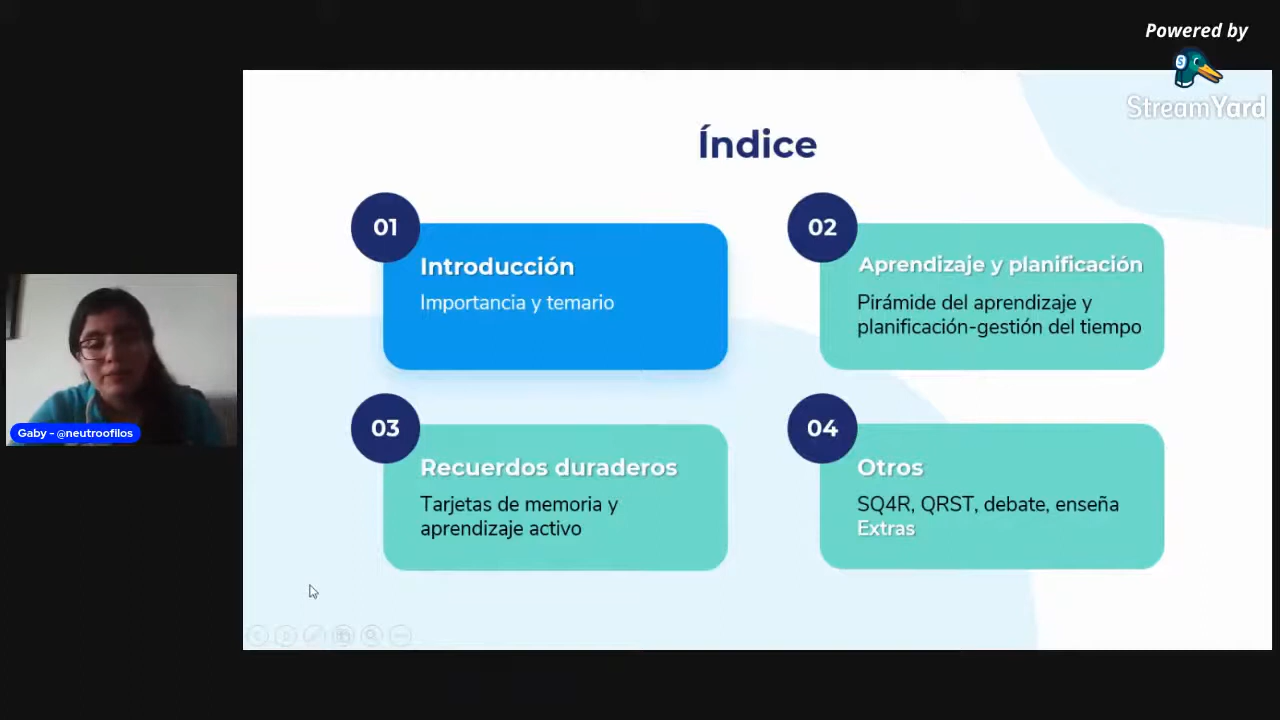 Powered by
StreamYard
Índice
01
Introducción
Importancia y temario
02
Aprendizaje y planificación
Pirámide del aprendizaje y
planificación-gestión del tiempo
03
Recuerdos duraderos
Tarjetas de memoria y
aprendizaje activo
04
Otros
SQ4R, QRST, debate, enseña
Extras
Gaby - @neutroofilos